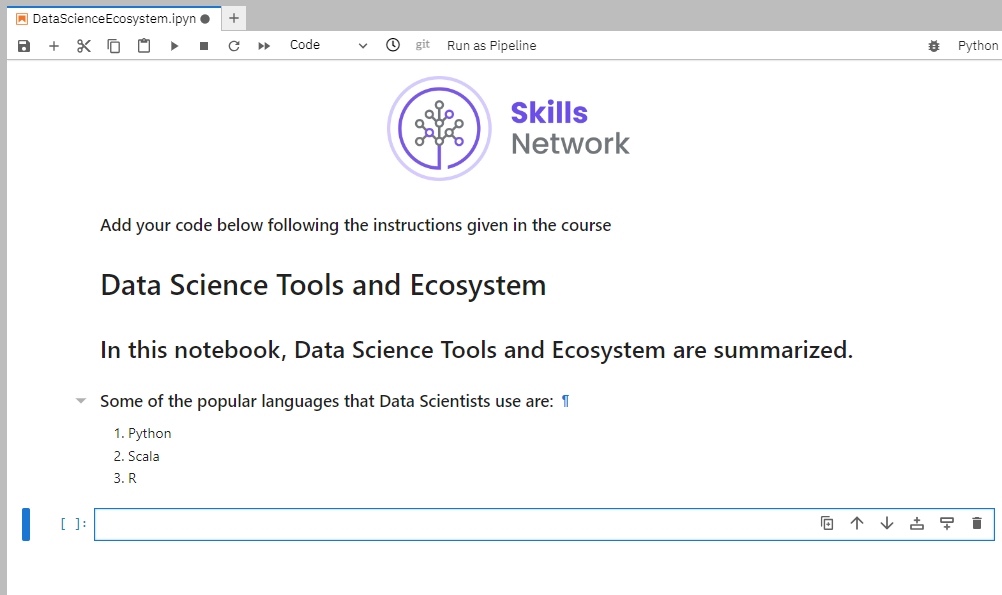 DataScienceEcosystem.ipyn
Code
git
Run as Pipeline
Python
Skills
Network
Add your code below following the instructions given in the course
Data Science Tools and Ecosystem
In this notebook, Data Science Tools and Ecosystem are summarized.
Some of the popular languages that Data Scientists use are: ¶
1. Python
2. Scala
3. R
[ ]: